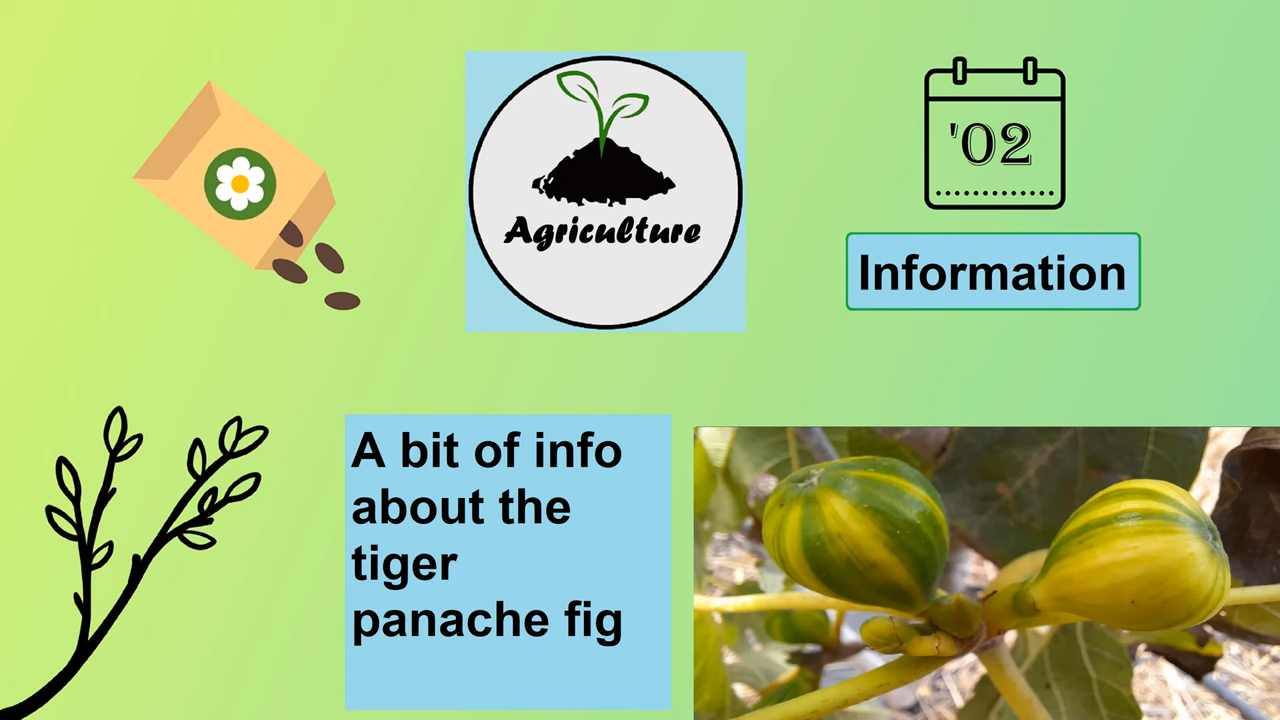 Agriculture
'02
Information
A bit of info
about the
tiger
panache fig